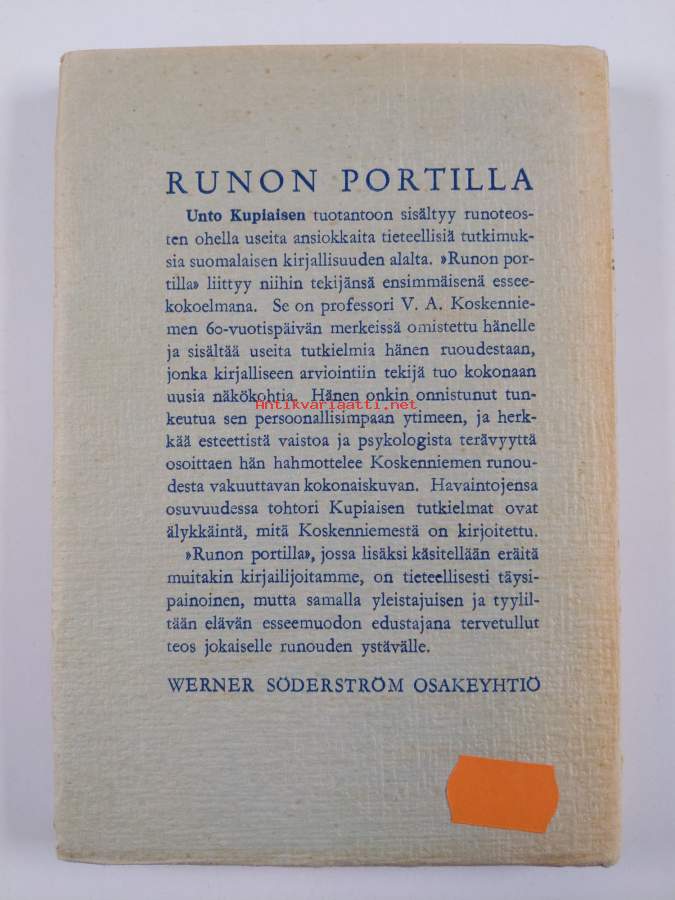 RUNON PORTILLA
Unto Kupiaisen tuotantoon sisältyy runoteos-
ten ohella useita ansiokkaita tieteellisiä tutkimuk-
sia suomalaisen kirjallisuuden alalta. »Runon por-
tilla» liittyy niihin tekijänsä ensimmäisenä essee-
kokoelmana. Se on professori V. A. Koskennie-
men 60-vuotispäivän merkeissä omistettu hänelle
ja sisältää useita tutkielmia hänen ruoudestaan,
jonka kirjalliseen arviointiin tekijä tuo kokonaan
uusia näkökohtia. Hänen onkin onnistunut tun-
Antikvariaatti.net
keutua sen persoonallisimpaan ytimeen, ja herk-
kää esteettistä vaistoa ja psykologista terävyyttä
osoittaen hän hahmottelee Koskenniemen runou-
desta vakuuttavan kokonaiskuvan. Havaintojensa
osuvuudessa tohtori Kupiaisen tutkielmat ovat
älykkäintä, mitä Koskenniemestä on kirjoitettu.
»Runon portilla», jossa lisäksi käsitellään eräitä
muitakin kirjailijoitamme, on tieteellisesti täysi-
painoinen, mutta samalla yleistajuisen ja tyylil-
tään elävän esseemuodon edustajana tervetullut
teos jokaiselle runouden ystävälle.
WERNER SÖDERSTRÖM OSAKEYHTIÖ